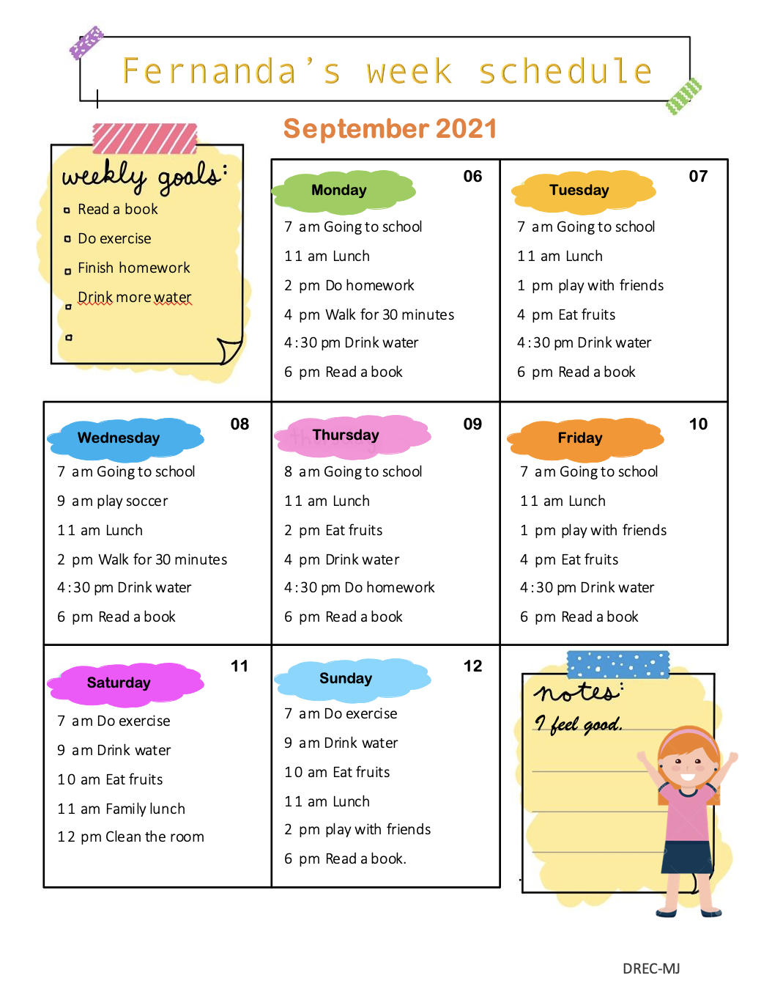 Fernanda’s week schedule
September 2021
weekly goals:
Read a book
Do exercise
Finish homework
Drink more water
Monday 06
7 am Going to school
11 am Lunch
2 pm Do homework
4 pm Walk for 30 minutes
4:30 pm Drink water
6 pm Read a book
Tuesday 07
7 am Going to school
11 am Lunch
1 pm play with friends
4 pm Eat fruits
4:30 pm Drink water
6 pm Read a book
Wednesday 08
7 am Going to school
9 am play soccer
11 am Lunch
2 pm Walk for 30 minutes
4:30 pm Drink water
6 pm Read a book
Thursday 09
8 am Going to school
11 am Lunch
2 pm Eat fruits
4 pm Drink water
4:30 pm Do homework
6 pm Read a book
Friday 10
7 am Going to school
11 am Lunch
1 pm play with friends
4 pm Eat fruits
4:30 pm Drink water
6 pm Read a book
Saturday 11
7 am Do exercise
9 am Drink water
10 am Eat fruits
11 am Family lunch
12 pm Clean the room
Sunday 12
7 am Do exercise
9 am Drink water
10 am Eat fruits
11 am Lunch
2 pm play with friends
6 pm Read a book.
notes:
I feel good.
DREC-MJ